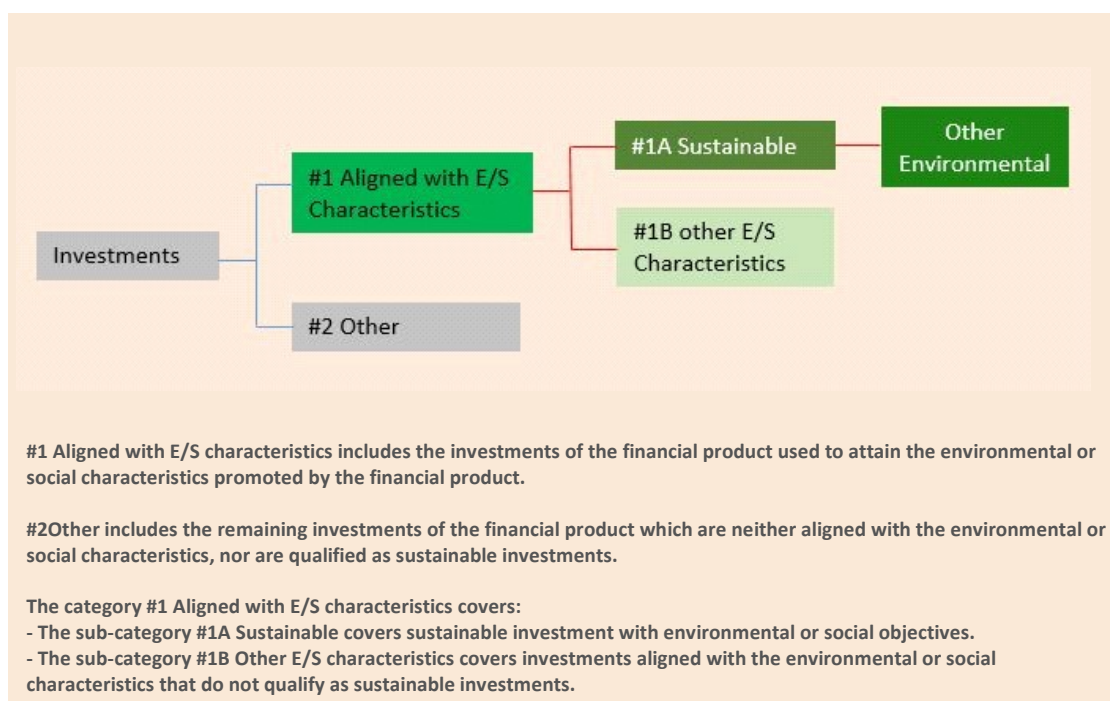 Other
Environmental
#1A Sustainable
#1 Aligned with E/S
Characteristics
#1B other E/S
Characteristics
Investments
#2 Other
#1 Aligned with E/S characteristics includes the investments of the financial product used to attain the environmental or
social characteristics promoted by the financial product.
#2Other includes the remaining investments of the financial product which are neither aligned with the environmental or
social characteristics, nor are qualified as sustainable investments.
The category #1 Aligned with E/S characteristics covers:
- The sub-category #1A Sustainable covers sustainable investment with environmental or social objectives.
- The sub-category #1B Other E/S characteristics covers investments aligned with the environmental or social
characteristics that do not qualify as sustainable investments.